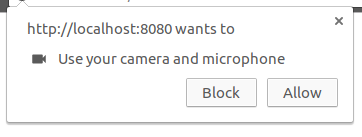 http://localhost:8080 wants to
Use your camera and microphone
Block
Allow